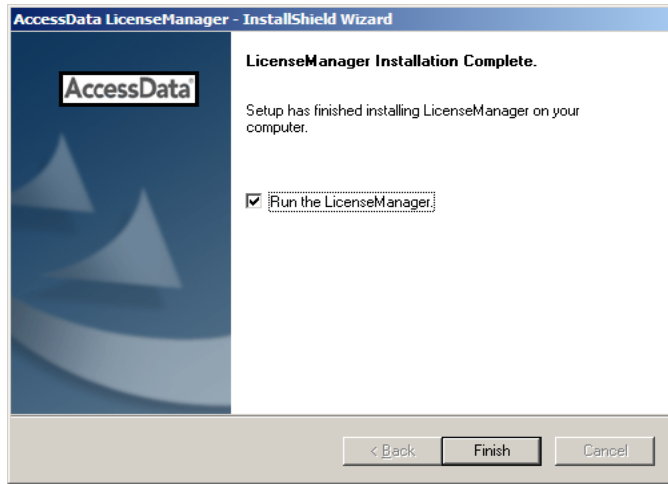 AccessData LicenseManager - InstallShield Wizard
AccessData
LicenseManager Installation Complete.
Setup has finished installing LicenseManager on your
computer.
Run the LicenseManager.
< Back
Finish
Cancel